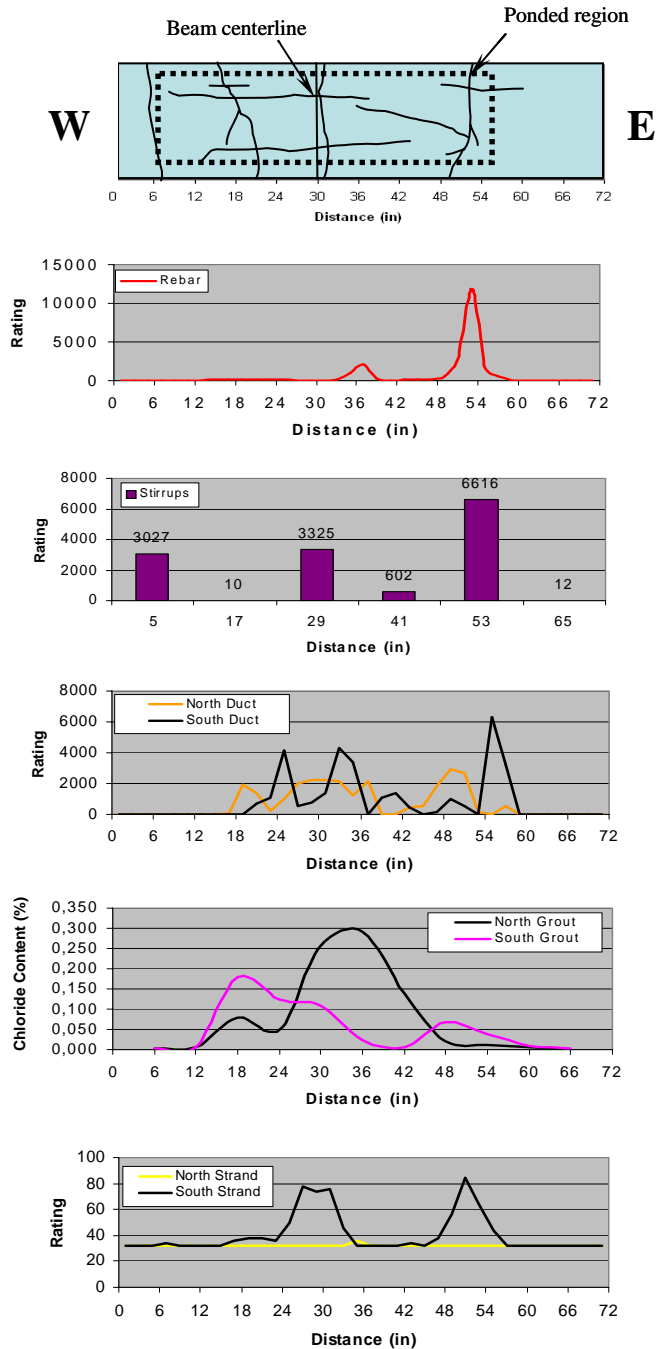 Beam centerline
Ponded region
W
E
0 6 12 18 24 30 36 42 48 54 60 66 72
Distance (in)
15000
10000
5000
0
Rating
Rebar
0 6 12 18 24 30 36 42 48 54 60 66 72
Distance (in)
8000
6000
4000
2000
0
Rating
Stirrups
3027
10
3325
602
6616
12
5 17 29 41 53 65
Distance (in)
8000
6000
4000
2000
0
Rating
North Duct
South Duct
0 6 12 18 24 30 36 42 48 54 60 66 72
Distance (in)
0,350
0,300
0,250
0,200
0,150
0,100
0,050
0,000
Chloride Content (%)
North Grout
South Grout
0 6 12 18 24 30 36 42 48 54 60 66 72
Distance (in)
100
80
60
40
20
0
Rating
North Strand
South Strand
0 6 12 18 24 30 36 42 48 54 60 66 72
Distance (in)